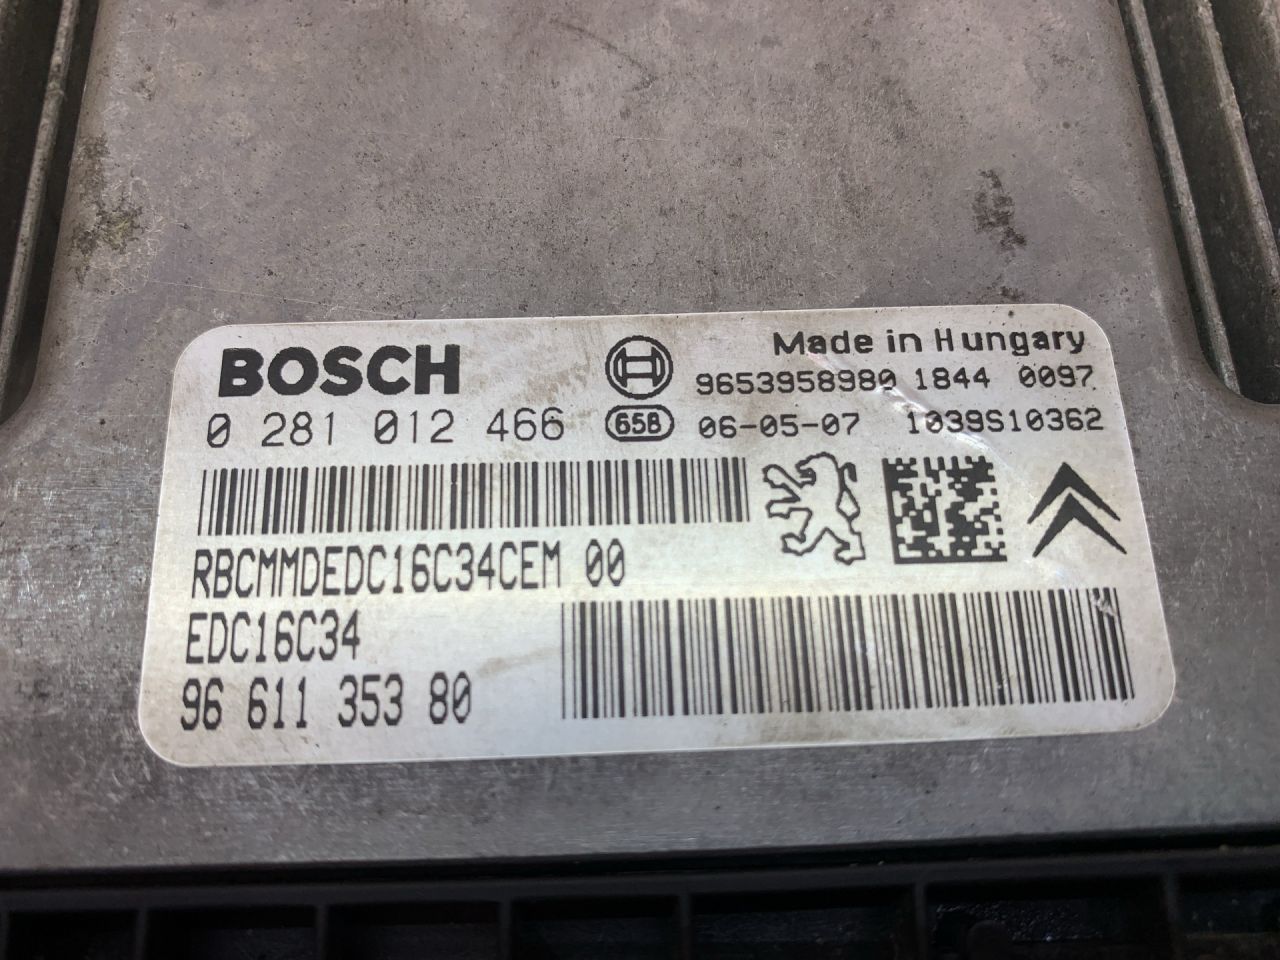 BOSCH
Made in Hungary
9653958980 1844 0097
0 281 012 466
658 06-05-07 1039S10362
RBCMMDEDC16C34CEM 00
EDC16C34
96 611 353 80